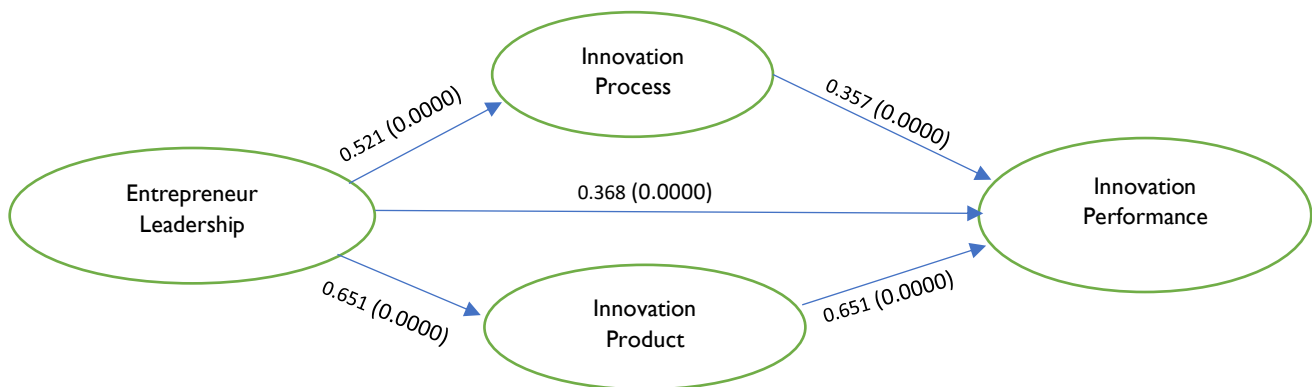 Innovation
Process
0.521 (0.0000)
0.357 (0.0000)
Entrepreneur
Leadership
0.368 (0.0000)
Innovation
Performance
0.651 (0.0000)
Innovation
Product
0.651 (0.0000)